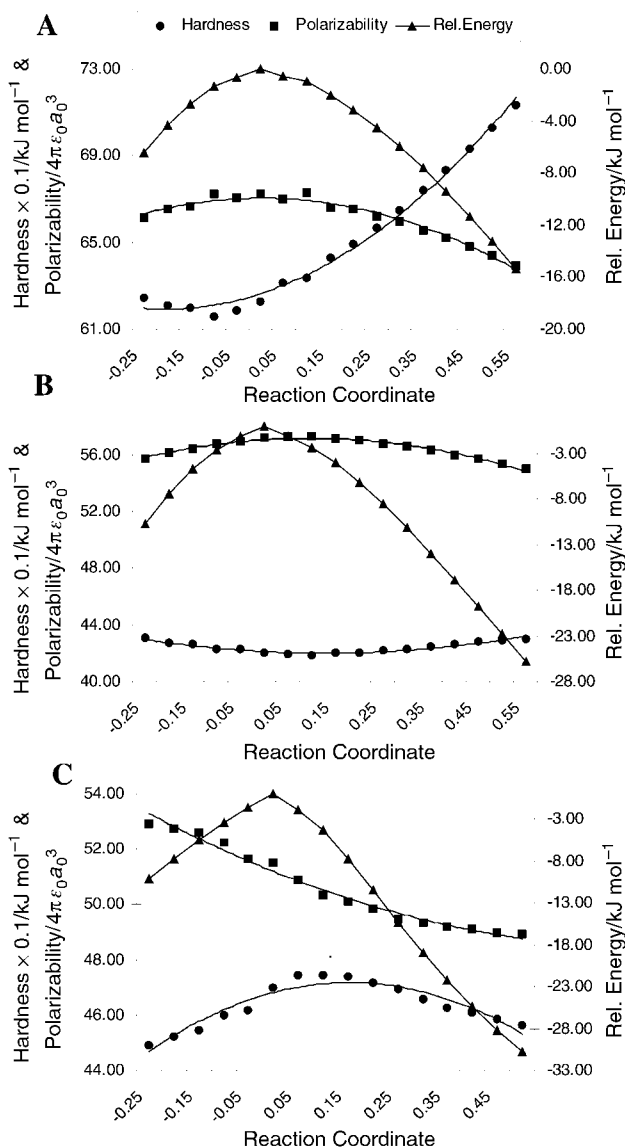 A
Hardness Polarizability Rel.Energy
73.00
69.00
65.00
61.00
0.00
-4.00
-8.00
-12.00
-16.00
-20.00
Hardness × 0.1/kJ mol⁻¹ &
Polarizability/4πε₀a₀³
Rel. Energy/kJ mol⁻¹
-0.25 -0.15 -0.05 0.05 0.15 0.25 0.35 0.45 0.55
Reaction Coordinate
B
56.00
52.00
48.00
44.00
40.00
-3.00
-8.00
-13.00
-18.00
-23.00
-28.00
Hardness × 0.1/kJ mol⁻¹ &
Polarizability/4πε₀a₀³
Rel. Energy/kJ mol⁻¹
-0.25 -0.15 -0.05 0.05 0.15 0.25 0.35 0.45 0.55
Reaction Coordinate
C
54.00
52.00
50.00
48.00
46.00
44.00
-3.00
-8.00
-13.00
-18.00
-23.00
-28.00
-33.00
Hardness × 0.1/kJ mol⁻¹ &
Polarizability/4πε₀a₀³
Rel. Energy/kJ mol⁻¹
-0.25 -0.15 -0.05 0.05 0.15 0.25 0.35 0.45
Reaction Coordinate